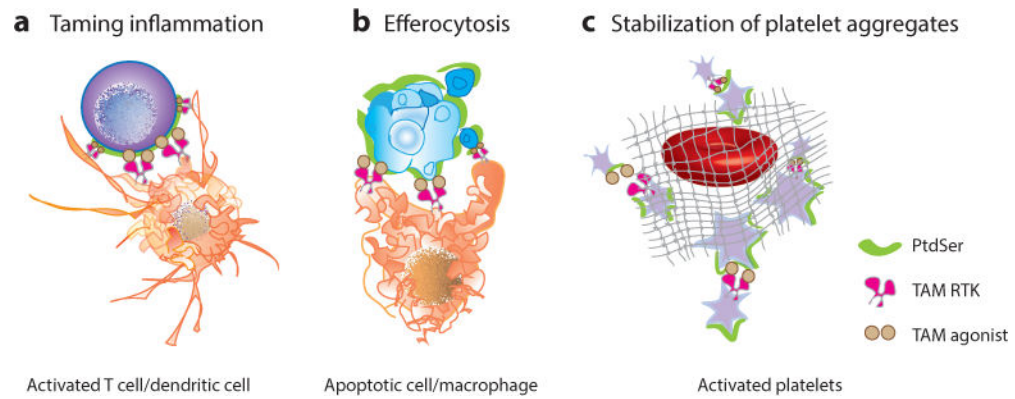 a Taming inflammation
b Efferocytosis
c Stabilization of platelet aggregates
PtdSer
TAM RTK
TAM agonist
Activated T cell/dendritic cell
Apoptotic cell/macrophage
Activated platelets